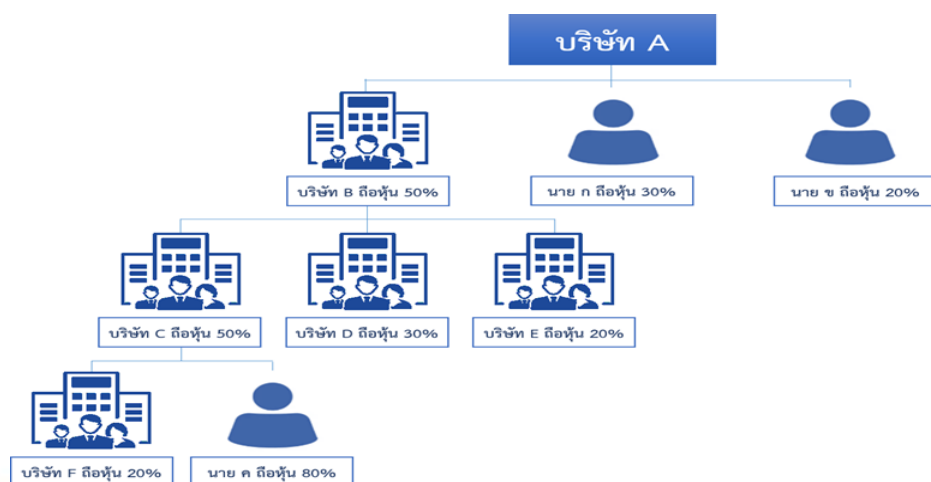 บริษัท A
บริษัท B ถือหุ้น 50%
นาย ก ถือหุ้น 30%
นาย ข ถือหุ้น 20%
บริษัท C ถือหุ้น 50%
บริษัท D ถือหุ้น 30%
บริษัท E ถือหุ้น 20%
บริษัท F ถือหุ้น 20%
นาย ค ถือหุ้น 80%